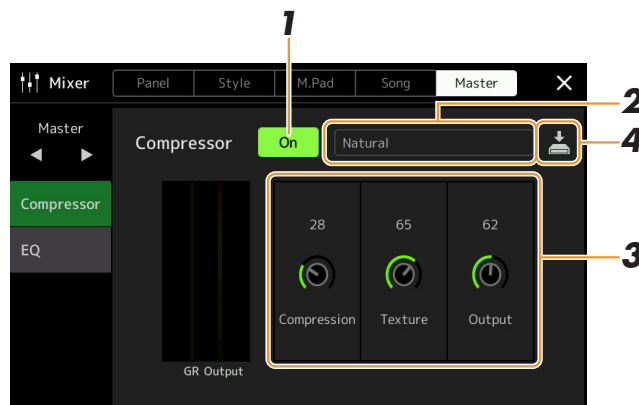 1
Mixer Panel Style M.Pad Song Master
2
Master
Compressor On Natural
4
Compressor
EQ
28 65 62
3
Compression Texture Output
GR Output